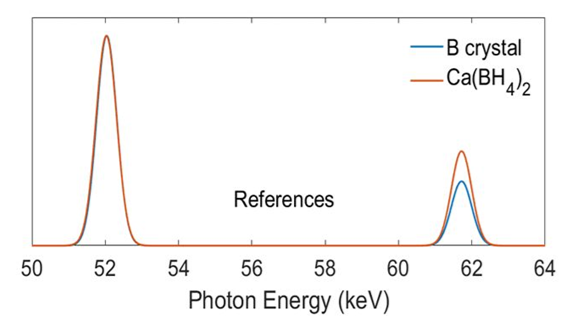 B crystal
Ca(BH4)2
References
50 52 54 56 58 60 62 64
Photon Energy (keV)